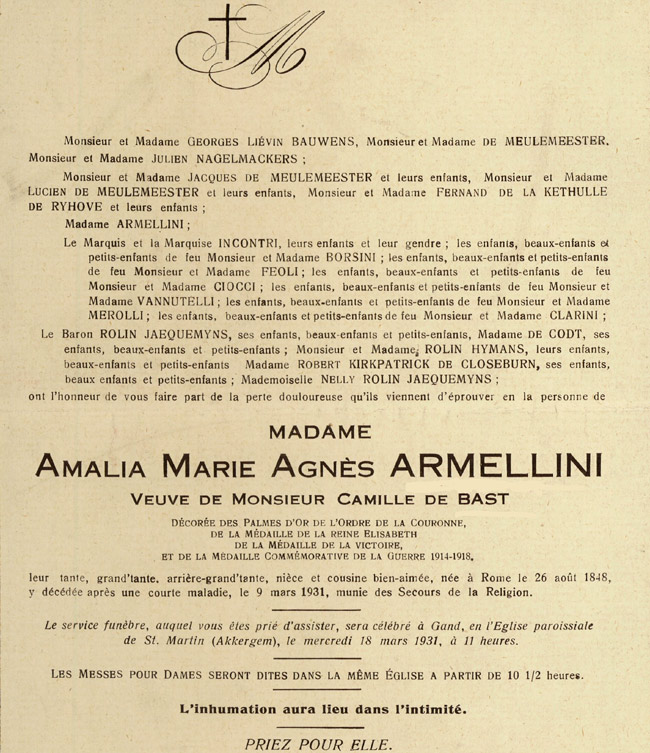 M
Monsieur et Madame GEORGES LIÉVIN BAUWENS, Monsieur et Madame DE MEULEMEESTER.
Monsieur et Madame JULIEN NAGELMACKERS ;
Monsieur et Madame JACQUES DE MEULEMEESTER et leurs enfants, Monsieur et Madame
LUCIEN DE MEULEMEESTER et leurs enfants, Monsieur et Madame FERNAND DE LA KETHULLE
DE RYHOVE et leurs enfants ;
Madame ARMELLINI ;
Le Marquis et la Marquise INCONTRI, leurs enfants et leur gendre ; les enfants, beaux-enfants et
petits-enfants de feu Monsieur et Madame BORSINI ; les enfants, beaux-enfants et petits-enfants
de feu Monsieur et Madame FEOLI ; les enfants, beaux-enfants et petits-enfants de feu
Monsieur et Madame CIOCCI ; les enfants, beaux-enfants et petits-enfants de feu Monsieur et
Madame VANNUTELLI ; les enfants, beaux-enfants et petits-enfants de feu Monsieur et Madame
MEROLLI ; les enfants, beaux-enfants et petits-enfants de feu Monsieur et Madame CLARINI ;
Le Baron ROLIN JAEQUEMYNS, ses enfants, beaux-enfants et petits-enfants, Madame DE CODT, ses
enfants, beaux-enfants et petits-enfants ; Monsieur et Madame ROLIN HYMANS, leurs enfants,
beaux-enfants et petits-enfants Madame ROBERT KIRKPATRICK DE CLOSEBURN, ses enfants,
beaux enfants et petits-enfants ; Mademoiselle NELLY ROLIN JAEQUEMYNS ;
ont l'honneur de vous faire part de la perte douloureuse qu'ils viennent d'éprouver en la personne de
MADAME
AMALIA MARIE AGNÈS ARMELLINI
VEUVE DE MONSIEUR CAMILLE DE BAST
DÉCORÉE DES PALMES D'OR DE L'ORDRE DE LA COURONNE,
DE LA MÉDAILLE DE LA REINE ELISABETH
DE LA MÉDAILLE DE LA VICTOIRE,
ET DE LA MÉDAILLE COMMÉMORATIVE DE LA GUERRE 1914-1918,
leur tante, grand'tante, arrière-grand'tante, nièce et cousine bien-aimée, née à Rome le 26 août 1848,
y décédée après une courte maladie, le 9 mars 1931, munie des Secours de la Religion.
Le service funèbre, auquel vous êtes prié d'assister, sera célébré à Gand, en l'Eglise paroissiale
de St. Martin (Akkergem), le mercredi 18 mars 1931, à 11 heures.
LES MESSES POUR DAMES SERONT DITES DANS LA MÊME ÉGLISE A PARTIR DE 10 1/2 heures.
L'inhumation aura lieu dans l'intimité.
PRIEZ POUR ELLE.